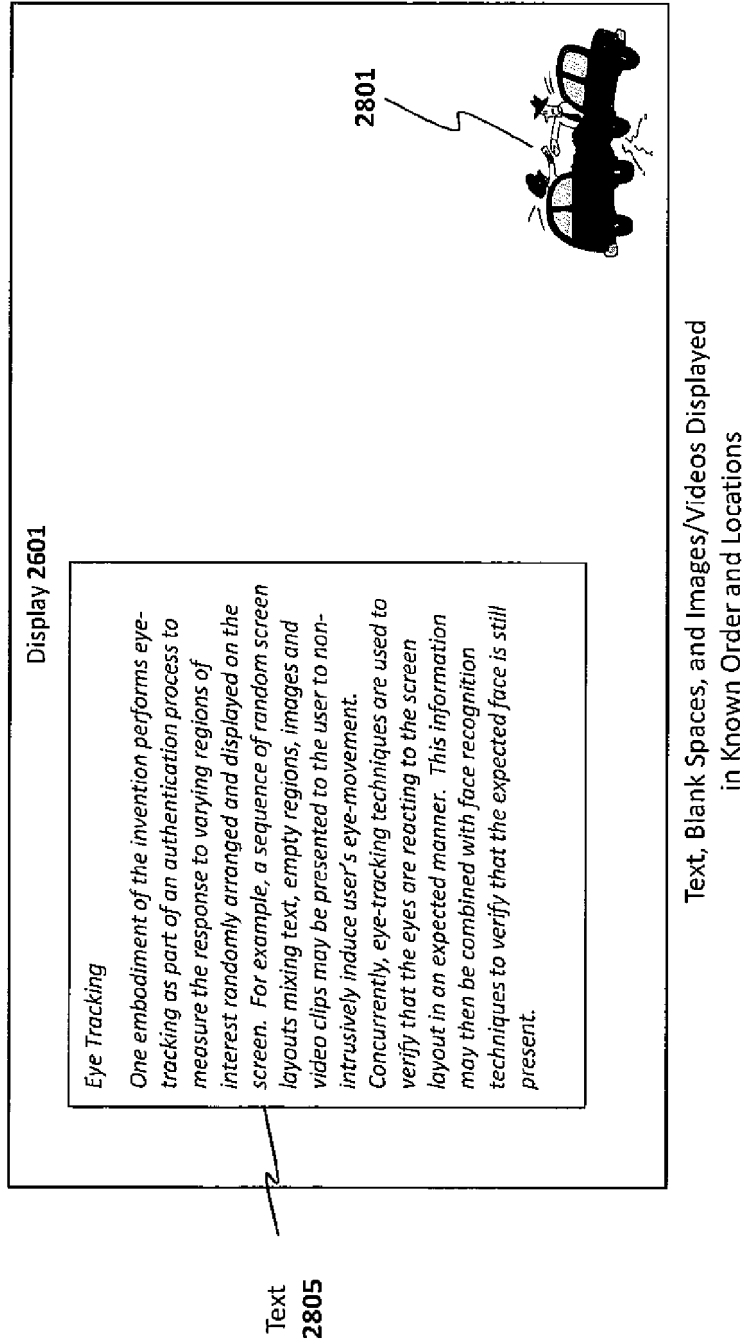 Display 2601
Eye Tracking
One embodiment of the invention performs eye-
tracking as part of an authentication process to
measure the response to varying regions of
interest randomly arranged and displayed on the
screen. For example, a sequence of random screen
layouts mixing text, empty regions, images and
video clips may be presented to the user to non-
intrusively induce user's eye-movement.
Concurrently, eye-tracking techniques are used to
verify that the eyes are reacting to the screen
layout in an expected manner. This information
may then be combined with face recognition
techniques to verify that the expected face is still
present.
Text
2805
2801
Text, Blank Spaces, and Images/Videos Displayed
in Known Order and Locations